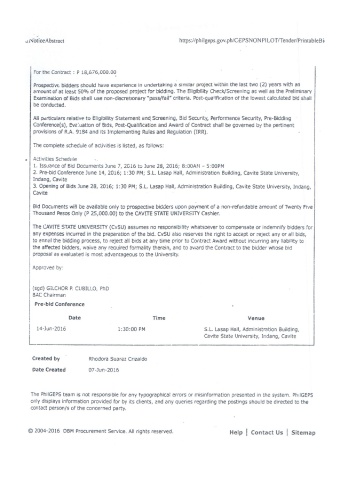 NoticeAbstract https://philgeps.gov.ph/GEPSNONPILOT/Tender/PrintableBi
For the Contract : P 18,676,000.00
Prospective bidders should have experience in undertaking a similar project within the last two (2) years with an
amount of at least 50% of the proposed project for bidding. The Eligibility Check/Screening as well as the Preliminary
Examination of Bids shall use non-discretionary "pass/fail" criteria. Post-qualification of the lowest calculated bid shall
be conducted.
All particulars relative to Eligibility Statement and Screening, Bid Security, Performance Security, Pre-Bidding
Conference(s), Evaluation of Bids, Post-Qualification and Award of Contract shall be governed by the pertinent
provisions of R.A. 9184 and its Implementing Rules and Regulation (IRR).
The complete schedule of activities is listed, as follows:
Activities Schedule
1. Issuance of Bid Documents June 7, 2016 to June 28, 2016; 8:00AM – 5:00PM
2. Pre-bid Conference June 14, 2016; 1:30 PM; S.L. Lasap Hall, Administration Building, Cavite State University,
Indang, Cavite
3. Opening of Bids June 28, 2016; 1:30 PM; S.L. Lasap Hall, Administration Building, Cavite State University, Indang,
Cavite
Bid Documents will be available only to prospective bidders upon payment of a non-refundable amount of Twenty Five
Thousand Pesos Only (P 25,000.00) to the CAVITE STATE UNIVERSITY Cashier.
The CAVITE STATE UNIVERSITY (CvSU) assumes no responsibility whatsoever to compensate or indemnify bidders for
any expenses incurred in the preparation of the bid. CvSU also reserves the right to accept or reject any or all bids,
to annul the bidding process, to reject all bids at any time prior to Contract Award without incurring any liability to
the affected bidders, waive any required formality therein, and to award the Contract to the bidder whose bid
proposal as evaluated is most advantageous to the University.
Approved by:
(sgd) GILCHOR P. CUBILLO, PhD
BAC Chairman
Pre-bid Conference
Date Time Venue
14-Jun-2016 1:30:00 PM S.L. Lasap Hall, Administration Building,
Cavite State University, Indang, Cavite
Created by Rhodora Suarez Crizaldo
Date Created 07-Jun-2016
The PhilGEPS team is not responsible for any typographical errors or misinformation presented in the system. PhilGEPS
only displays information provided for by its clients, and any queries regarding the postings should be directed to the
contact person/s of the concerned party.
© 2004-2016 DBM Procurement Service. All rights reserved. Help | Contact Us | Sitemap